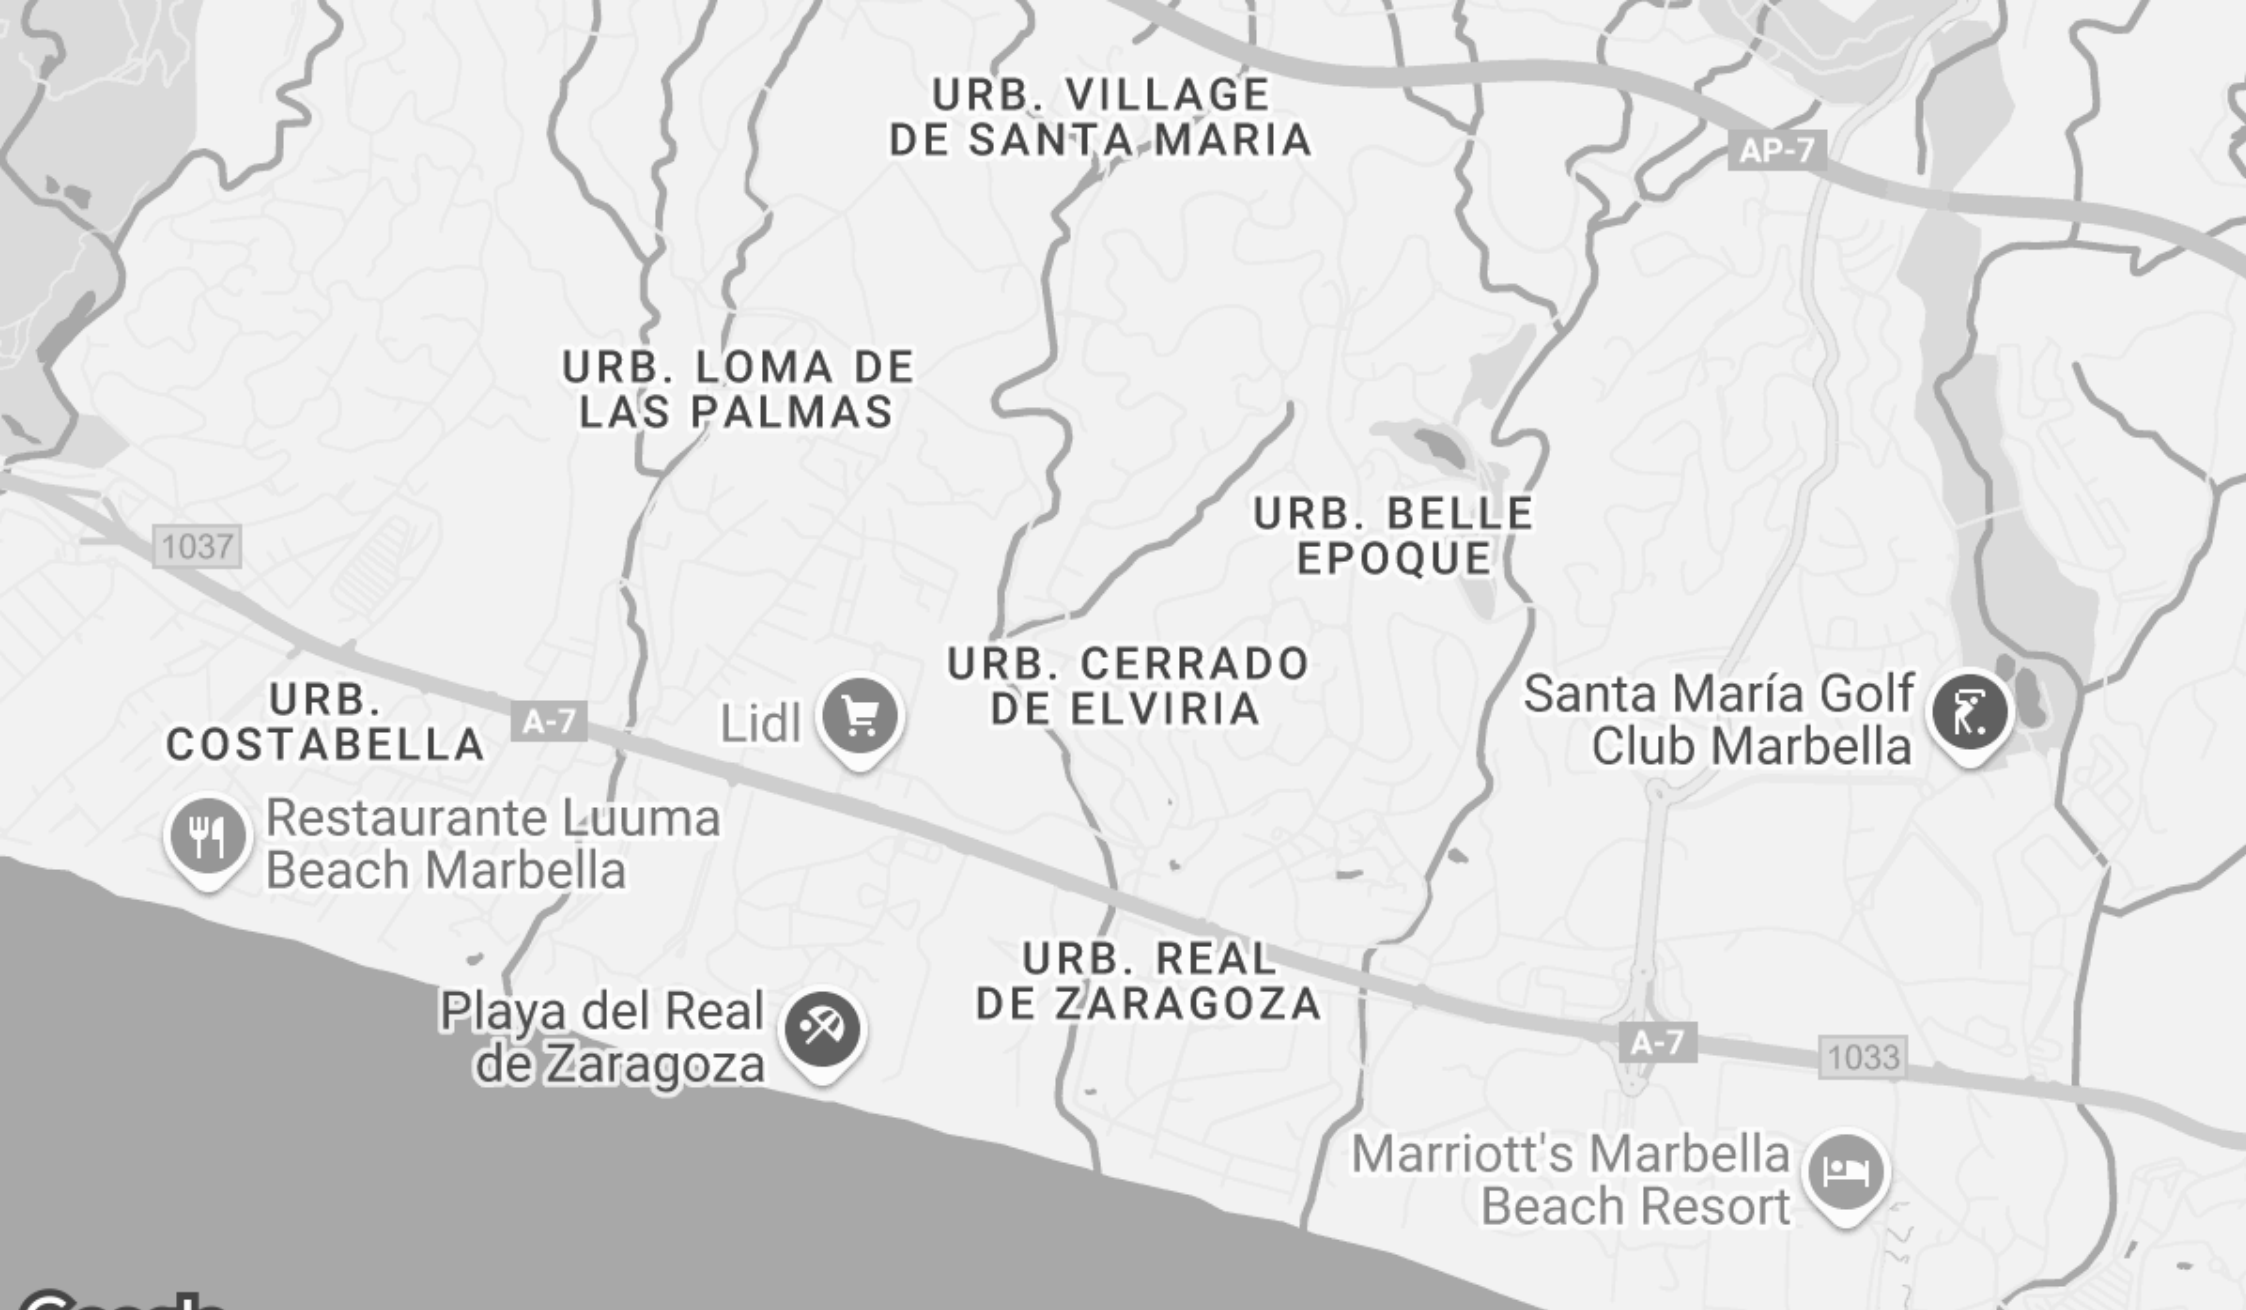 URB. VILLAGE
DE SANTA MARIA
AP-7
URB. LOMA DE
LAS PALMAS
URB. BELLE
EPOQUE
1037
URB. CERRADO
DE ELVIRIA
URB.
COSTABELLA
A-7
Lidl
Santa María Golf
Club Marbella
Restaurante Luuma
Beach Marbella
URB. REAL
DE ZARAGOZA
Playa del Real
de Zaragoza
A-7
1033
Marriott's Marbella
Beach Resort
Google